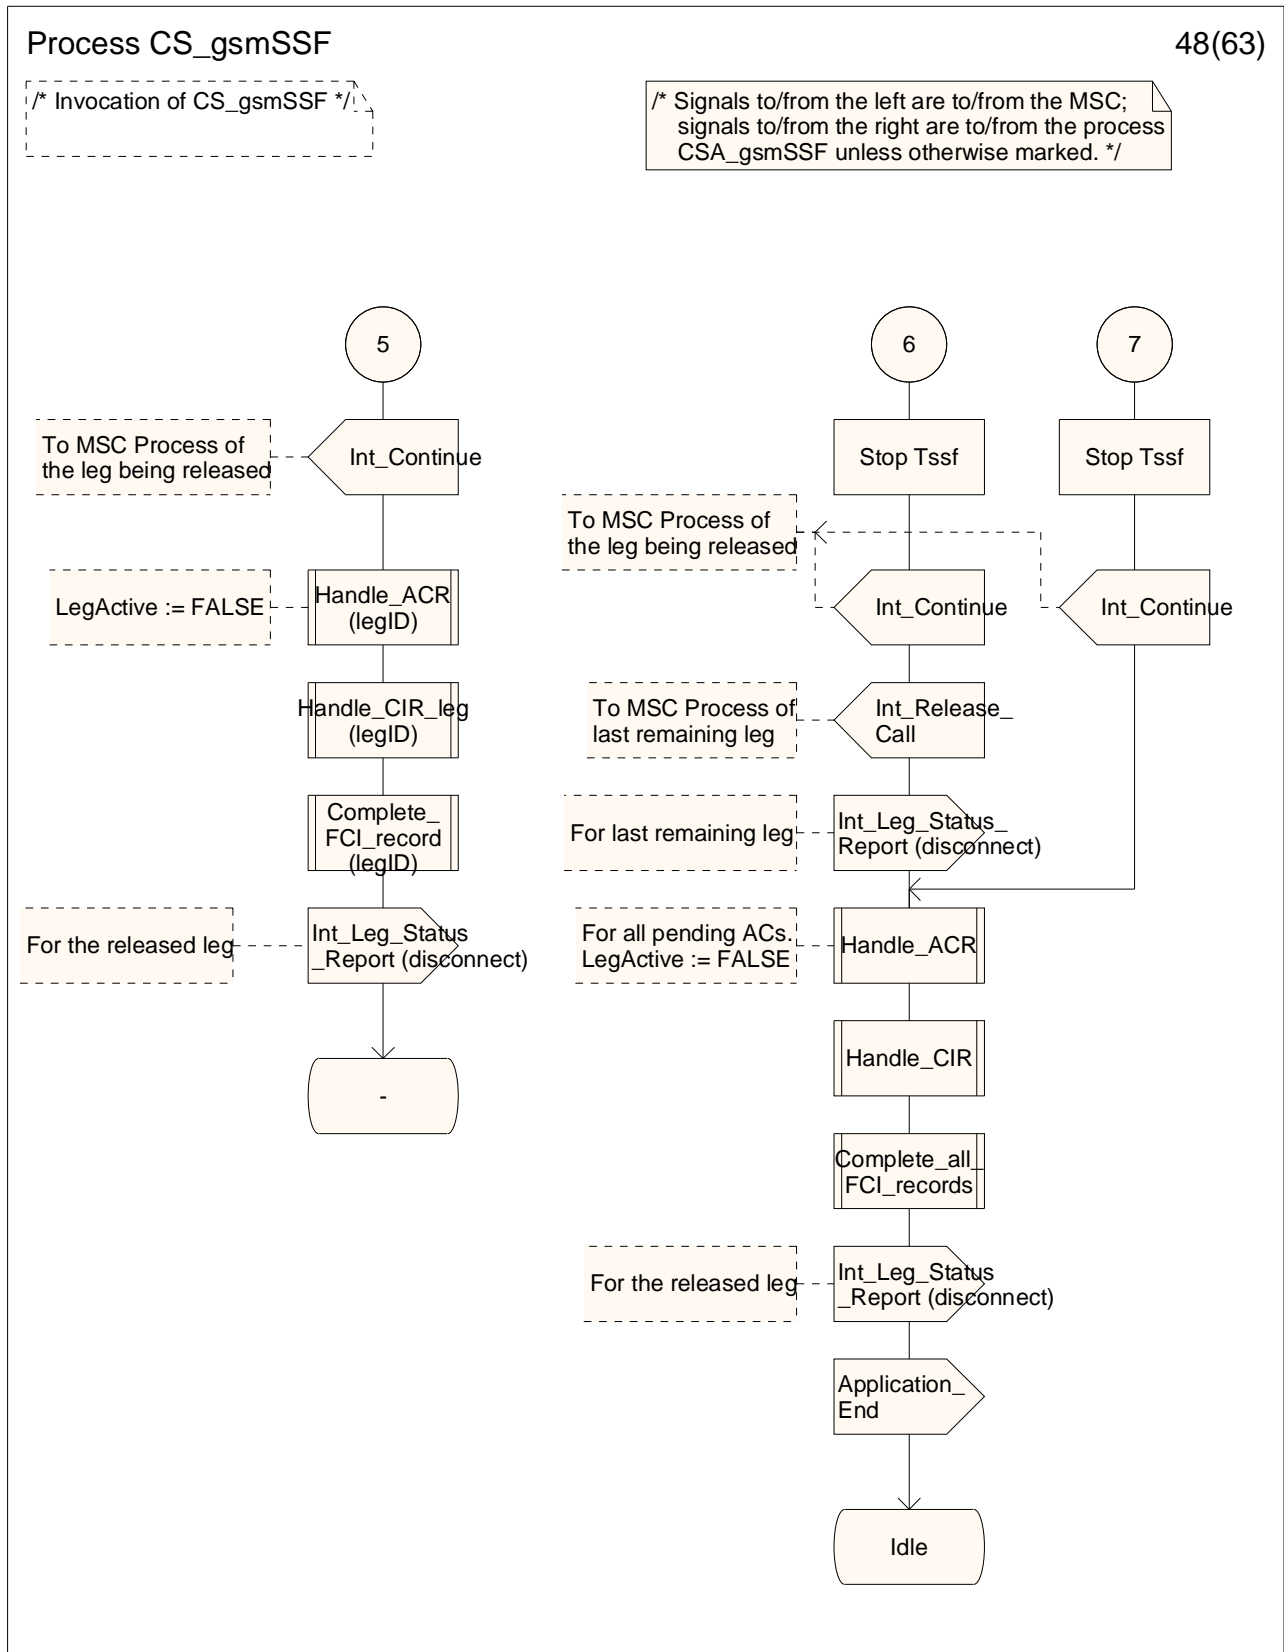 Process CS_gsmSSF
48(63)
/* Invocation of CS_gsmSSF */
/* Signals to/from the left are to/from the MSC;
signals to/from the right are to/from the process
CSA_gsmSSF unless otherwise marked. */
5
To MSC Process of
the leg being released
Int_Continue
LegActive := FALSE
Handle_ACR
(legID)
Handle_CIR_leg
(legID)
Complete_
FCI_record
(legID)
For the released leg
Int_Leg_Status
_Report (disconnect)
-
6
7
Stop Tssf
Stop Tssf
To MSC Process of
the leg being released
Int_Continue
Int_Continue
To MSC Process of
last remaining leg
Int_Release_
Call
For last remaining leg
Int_Leg_Status_
Report (disconnect)
For all pending ACs.
LegActive := FALSE
Handle_ACR
Handle_CIR
Complete_all_
FCI_records
For the released leg
Int_Leg_Status
_Report (disconnect)
Application_
End
Idle